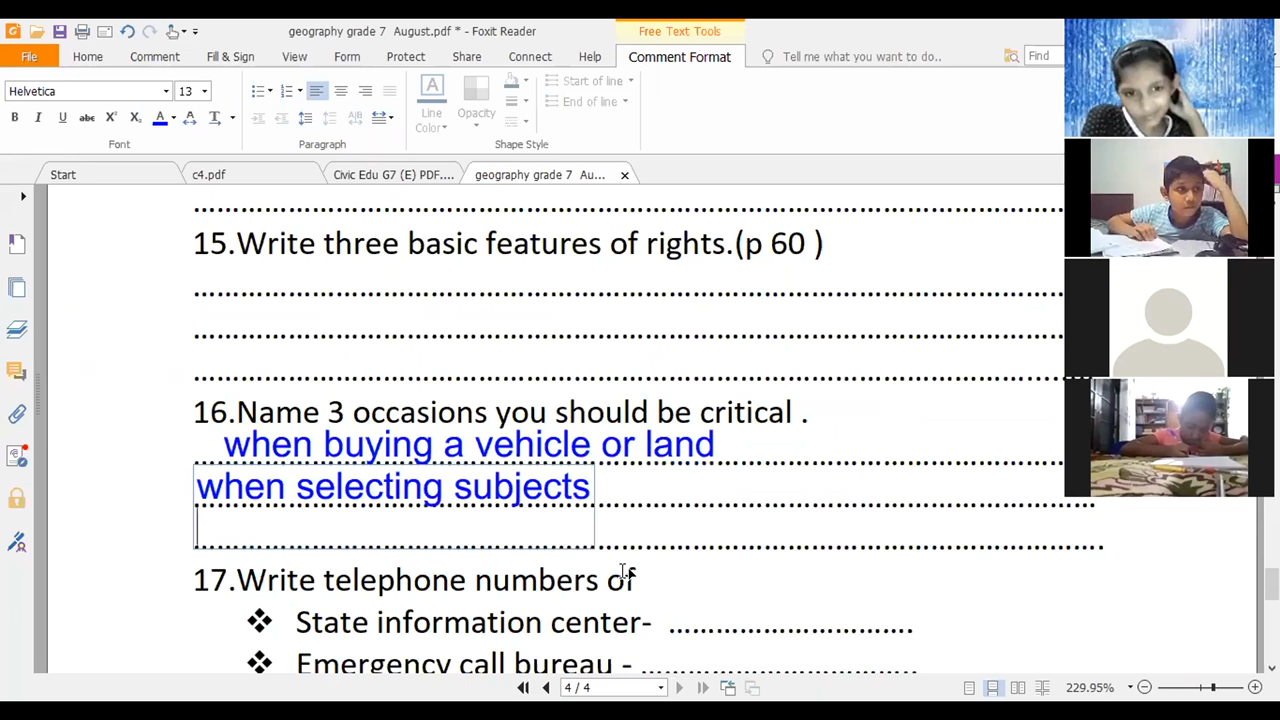 geography grade 7 August.pdf * - Foxit Reader
Free Text Tools
File Home Comment Fill & Sign View Form Protect Share Connect Help Comment Format Tell me what you want to do.. Find
Helvetica 13
Line Color Opacity
Start of line
End of line
Font Paragraph Shape Style
Start c4.pdf Civic Edu G7 (E) PDF.... geography grade 7 Au...
15.Write three basic features of rights.(p 60 )
16.Name 3 occasions you should be critical .
when buying a vehicle or land
when selecting subjects
17.Write telephone numbers of
State information center- ...............................
Emergency call bureau - ...............................
4 / 4
229.95%